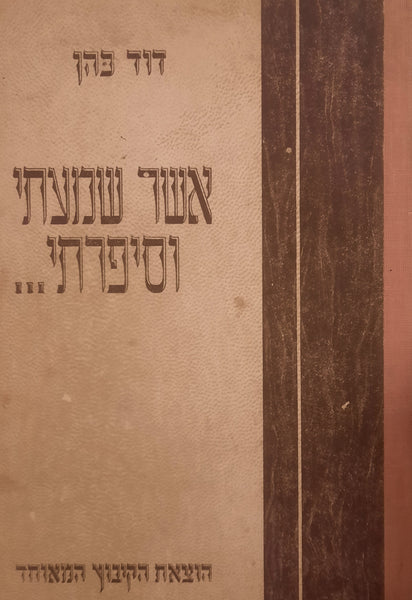 דוד כהן
אשר שמעתי
וסיפרתי...
הוצאת הקיבוץ המאוחד